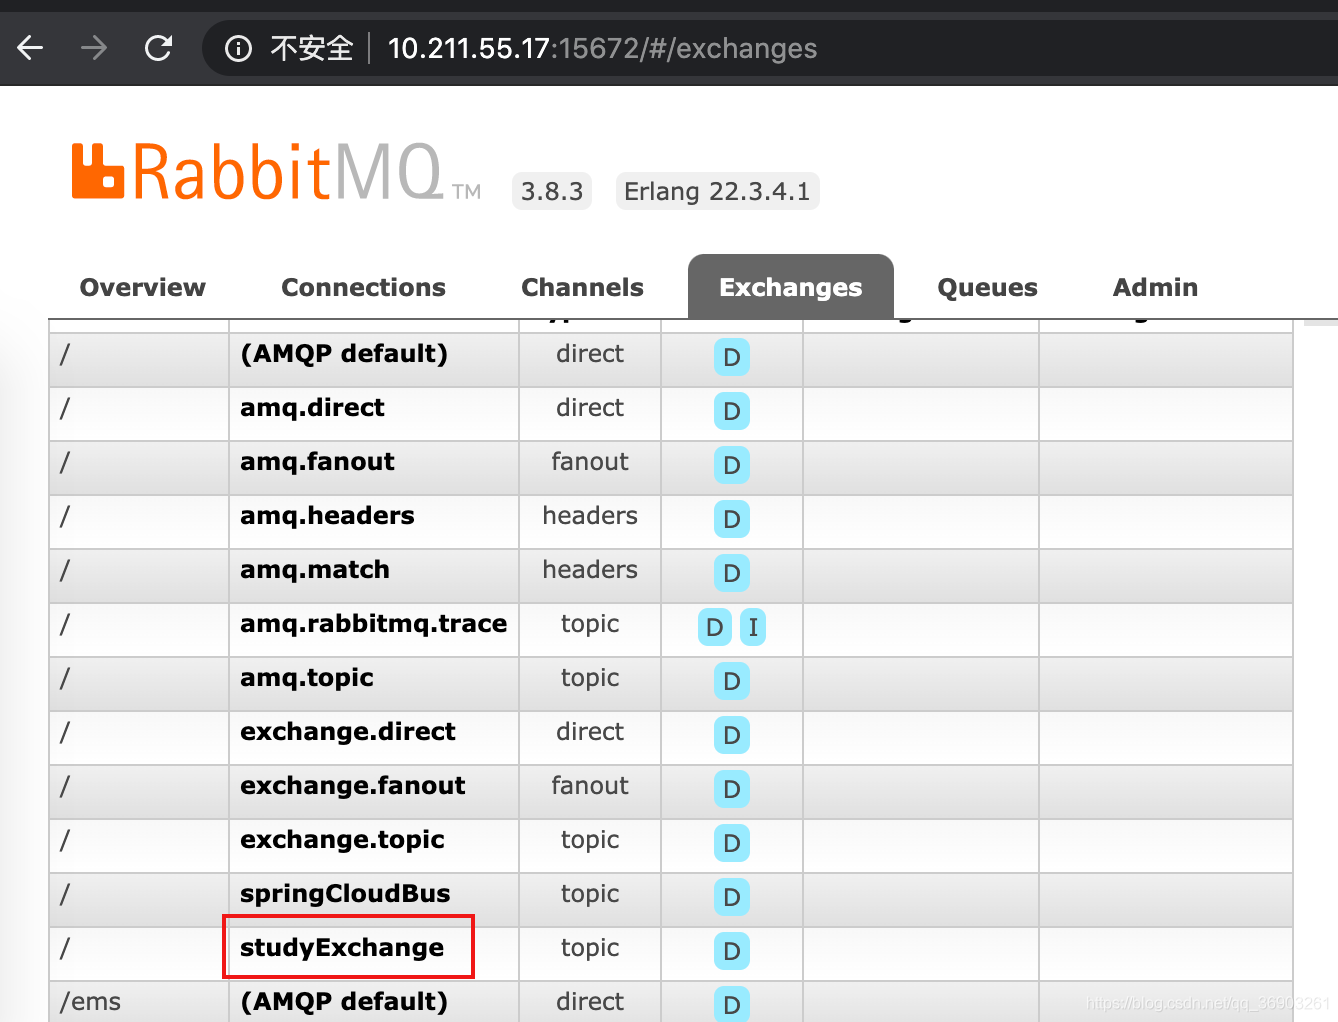 不安全 10.211.55.17:15672/#/exchanges
RabbitMQ TM 3.8.3 Erlang 22.3.4.1
Overview Connections Channels Exchanges Queues Admin
/ (AMQP default) direct D
/ amq.direct direct D
/ amq.fanout fanout D
/ amq.headers headers D
/ amq.match headers D
/ amq.rabbitmq.trace topic D I
/ amq.topic topic D
/ exchange.direct direct D
/ exchange.fanout fanout D
/ exchange.topic topic D
/ springCloudBus topic D
/ studyExchange topic D
/ems (AMQP default) direct D
https://blog.csdn.net/qq_36903261